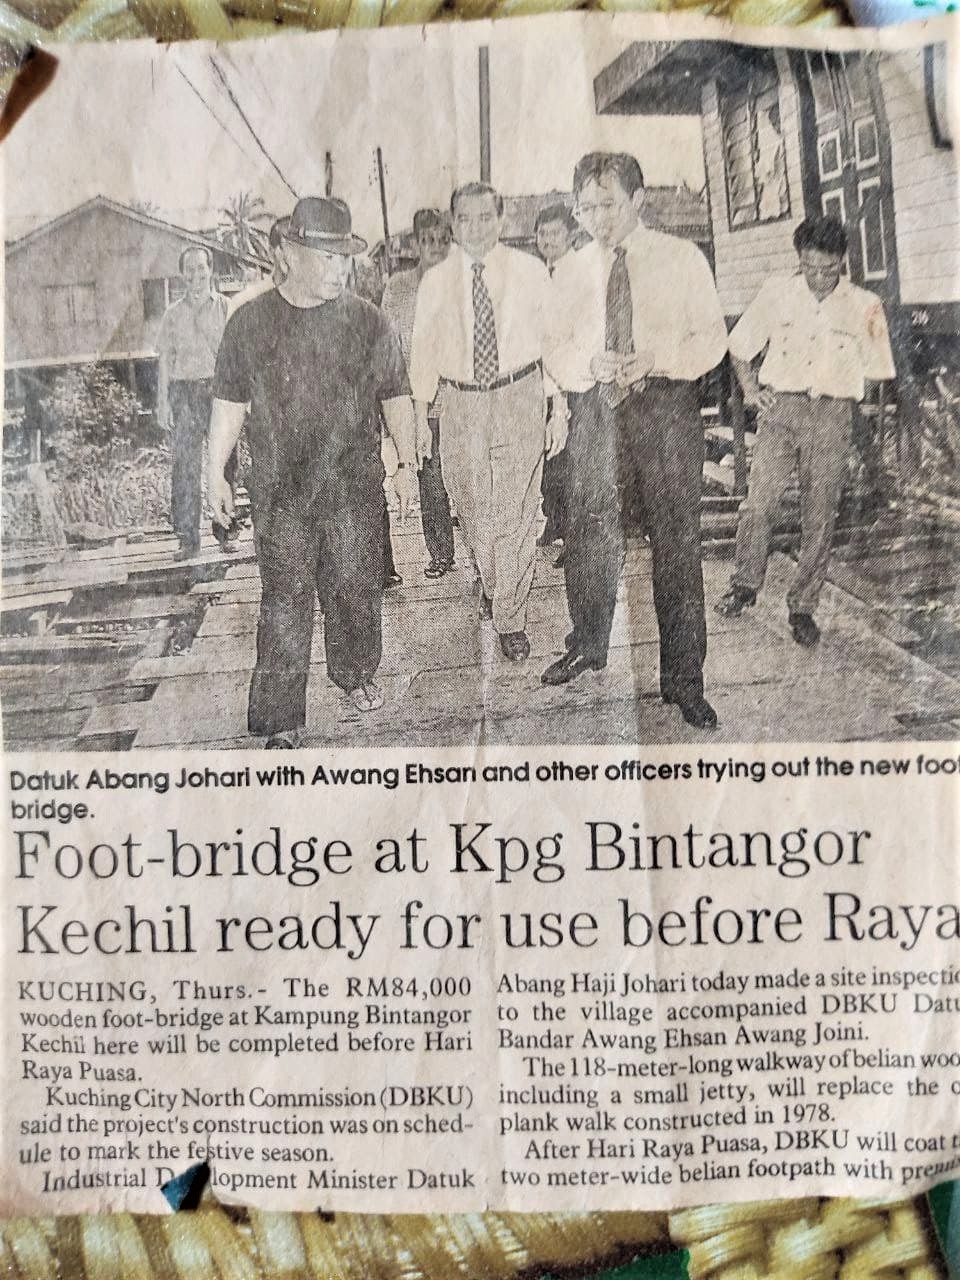 216
Datuk Abang Johari with Awang Ehsan and other officers trying out the new foot
bridge.
Foot-bridge at Kpg Bintangor
Kechil ready for use before Raya
KUCHING, Thurs.- The RM84,000
wooden foot-bridge at Kampung Bintangor
Kechil here will be completed before Hari
Raya Puasa.
Kuching City North Commission (DBKU)
said the project's construction was on sched-
ule to mark the festive season.
Industrial D lopment Minister Datuk
Abang Haji Johari today made a site inspectio
to the village accompanied DBKU Datu
Bandar Awang Ehsan Awang Joini.
The 118-meter-long walkway of belian woo
including a small jetty, will replace the o
plank walk constructed in 1978.
After Hari Raya Puasa, DBKU will coat t
two meter-wide belian footpath with